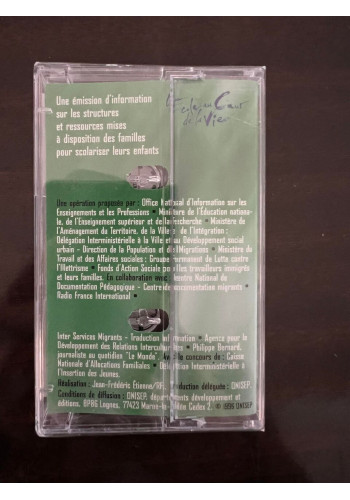 Une émission d'information
sur les structures
et ressources mises
à disposition des familles
pour scolariser leurs enfants
Une opération proposée par : Office National d'Information sur les
Enseignements et les Professions • Ministère de l'Education nationa-
le, de l'Enseignement supérieur et de la Recherche • Ministère de
l'Aménagement du Territoire, de la Ville et de l'Intégration :
Délégation Interministérielle à la Ville et au Développement social
urbain – Direction de la Population et des Migrations • Ministère du
Travail et des Affaires sociales : Groupe Permanent de Lutte contre
l'Illettrisme • Fonds d'Action Sociale pour les travailleurs immigrés
et leurs familles. En collaboration avec : Centre National de
Documentation Pédagogique – Centre de documentation migrants •
Radio France International •
Inter Services Migrants – Traduction information • Agence pour le
Développement des Relations Interculturelles • Philippe Bernard,
journaliste au quotidien "Le Monde". Avec le concours de : Caisse
Nationale d'Allocations Familiales • Délégation Interministérielle à
l'Insertion des Jeunes.
Réalisation : Jean-Frédéric Etienne/RFI. Production déléguée : ONISEP.
Conditions de diffusion : ONISEP, départements développement et
éditions, BP86 Lognes, 77423 Marne-la-Vallée Cedex 2. © 1996 ONISEP